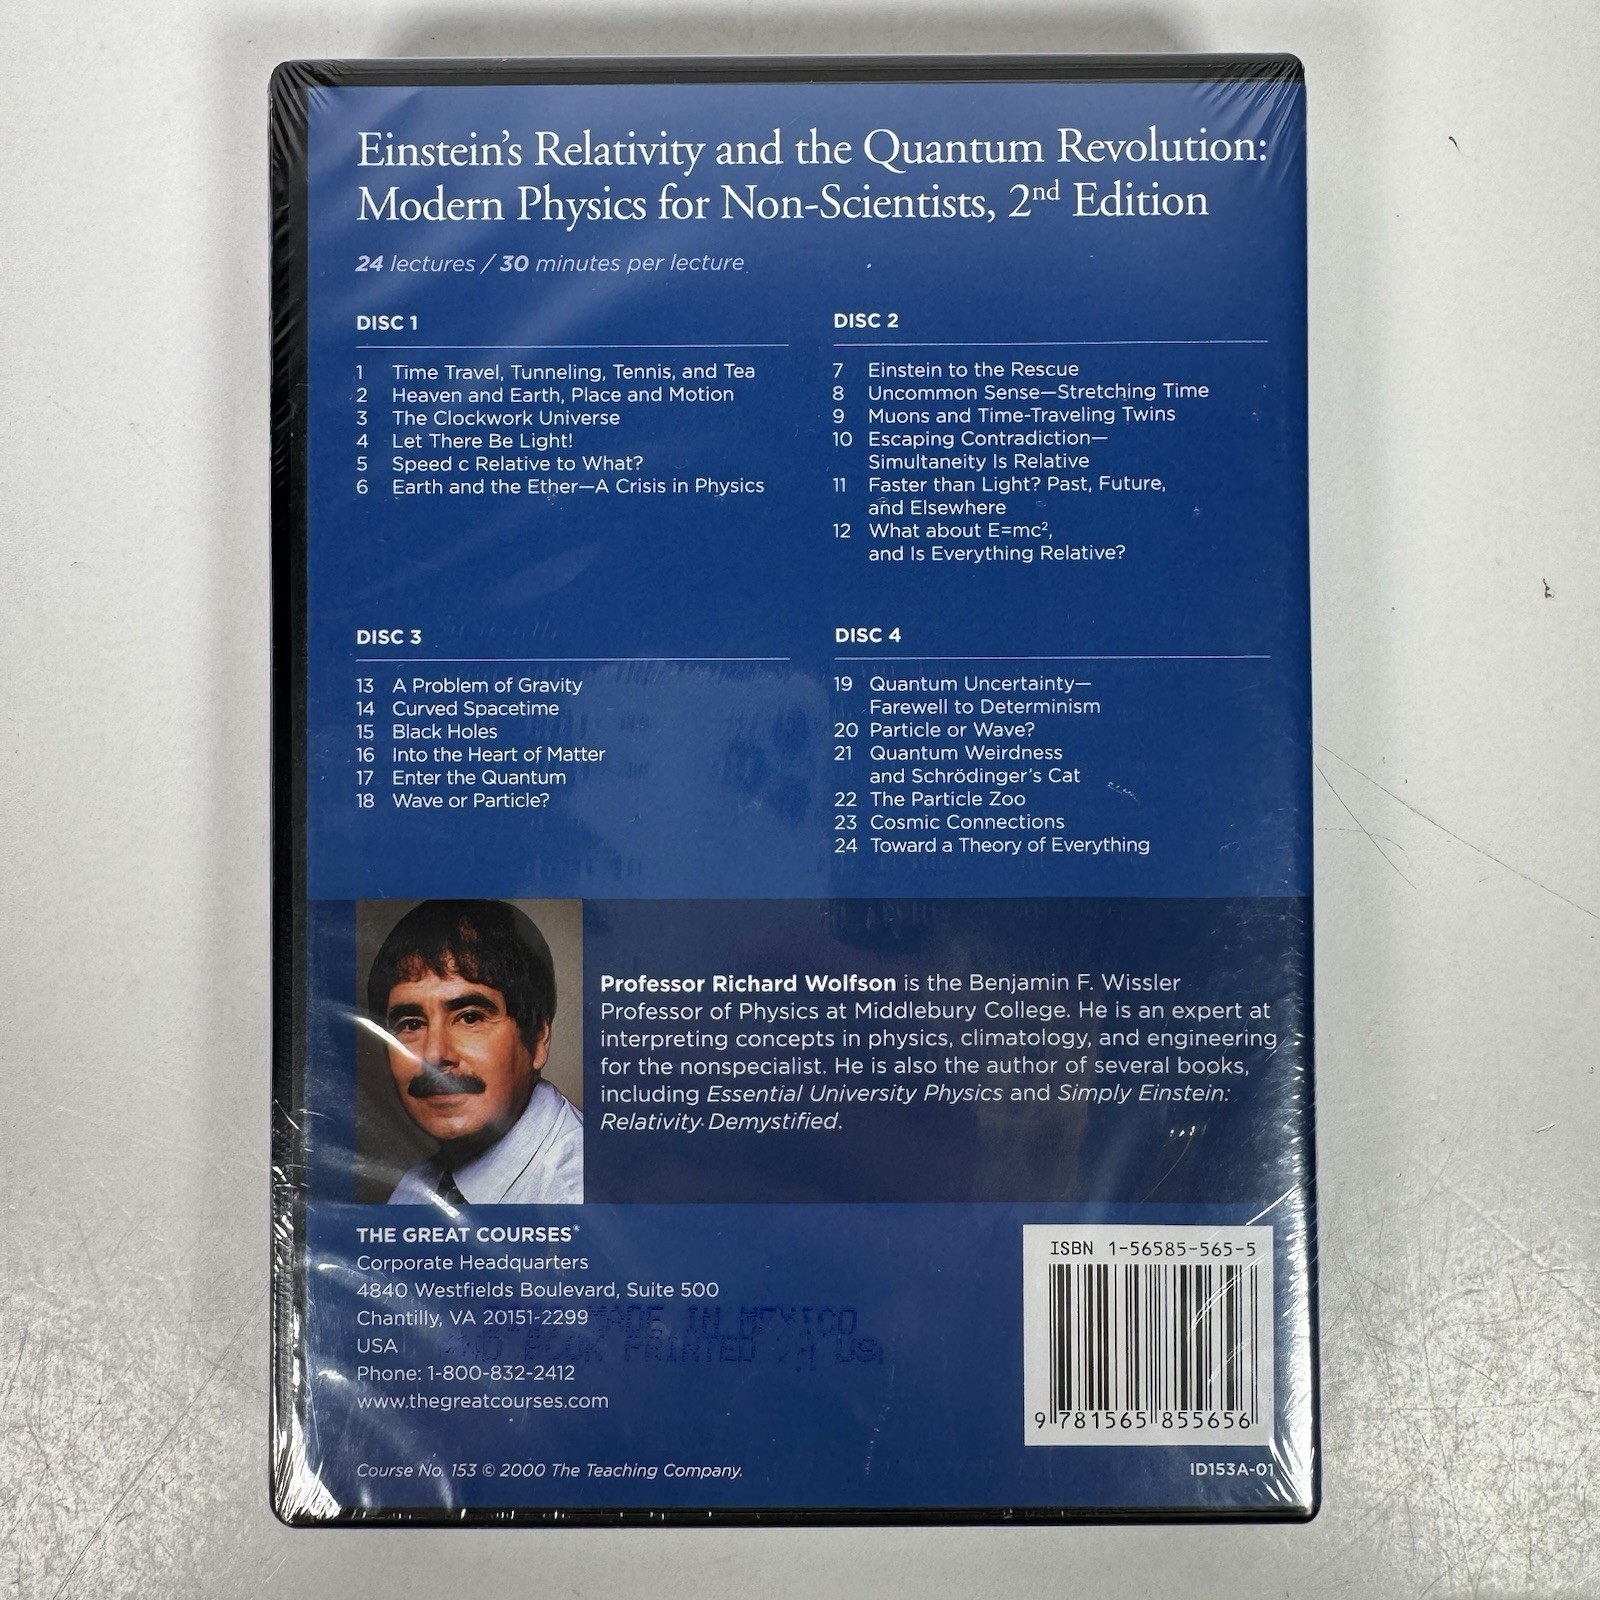 Einstein's Relativity and the Quantum Revolution:
Modern Physics for Non-Scientists, 2nd Edition
24 lectures / 30 minutes per lecture
DISC 1
1 Time Travel, Tunneling, Tennis, and Tea
2 Heaven and Earth, Place and Motion
3 The Clockwork Universe
4 Let There Be Light!
5 Speed c Relative to What?
6 Earth and the Ether—A Crisis in Physics
DISC 2
7 Einstein to the Rescue
8 Uncommon Sense—Stretching Time
9 Muons and Time-Traveling Twins
10 Escaping Contradiction—
Simultaneity Is Relative
11 Faster than Light? Past, Future,
and Elsewhere
12 What about E=mc²,
and Is Everything Relative?
DISC 3
13 A Problem of Gravity
14 Curved Spacetime
15 Black Holes
16 Into the Heart of Matter
17 Enter the Quantum
18 Wave or Particle?
DISC 4
19 Quantum Uncertainty—
Farewell to Determinism
20 Particle or Wave?
21 Quantum Weirdness
and Schrödinger's Cat
22 The Particle Zoo
23 Cosmic Connections
24 Toward a Theory of Everything
Professor Richard Wolfson is the Benjamin F. Wissler
Professor of Physics at Middlebury College. He is an expert at
interpreting concepts in physics, climatology, and engineering
for the nonspecialist. He is also the author of several books,
including Essential University Physics and Simply Einstein:
Relativity Demystified.
THE GREAT COURSES®
Corporate Headquarters
4840 Westfields Boulevard, Suite 500
Chantilly, VA 20151-2299
USA
Phone: 1-800-832-2412
www.thegreatcourses.com
MADE IN MEXICO
BOOK PRINTED
Course No. 153 © 2000 The Teaching Company.
ISBN 1-56585-565-5
9 781565 855656
ID153A-01